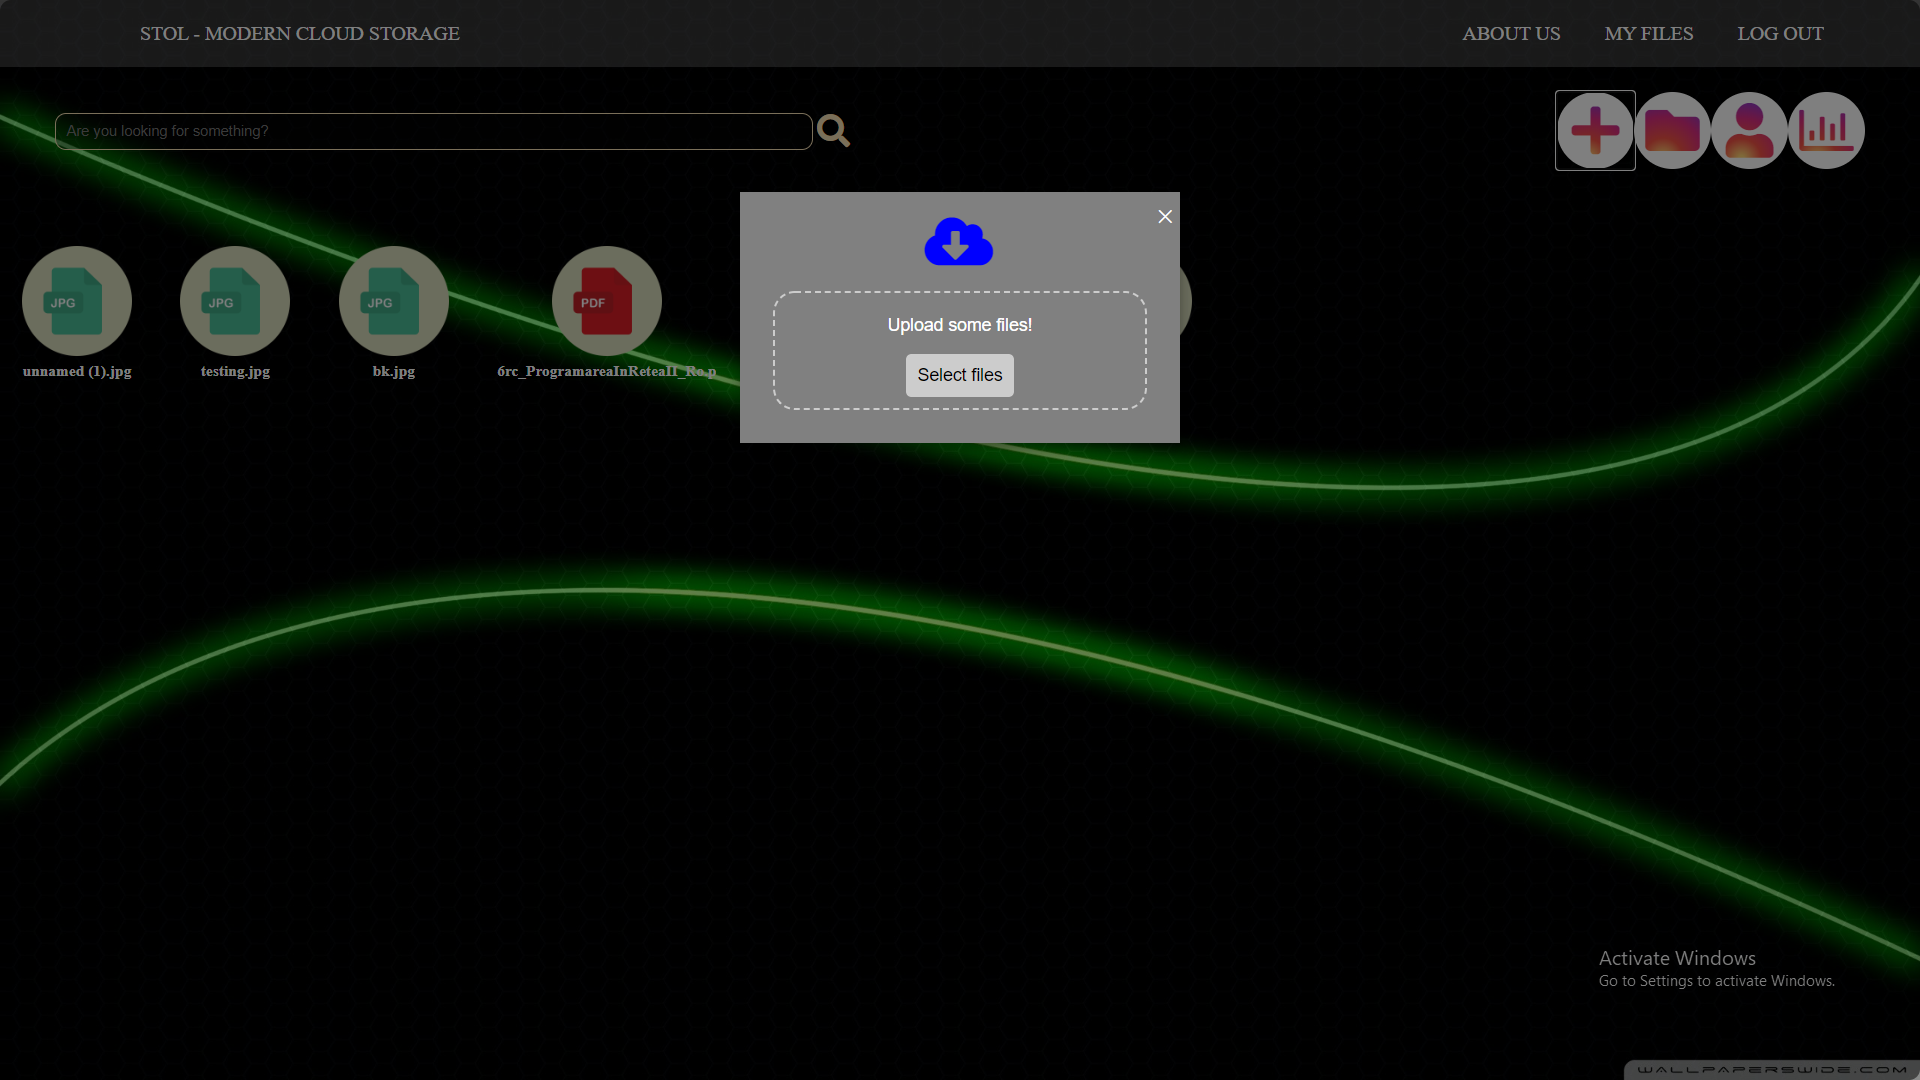 STOL - MODERN CLOUD STORAGE
ABOUT US
MY FILES
LOG OUT
Are you looking for something?
Upload some files!
Select files
JPG
JPG
JPG
PDF
unnamed (1).jpg
testing.jpg
bk.jpg
6rc_ProgramareaInReteaII_Ro.p
Activate Windows
Go to Settings to activate Windows.
WALLPAPERSWIDE.COM